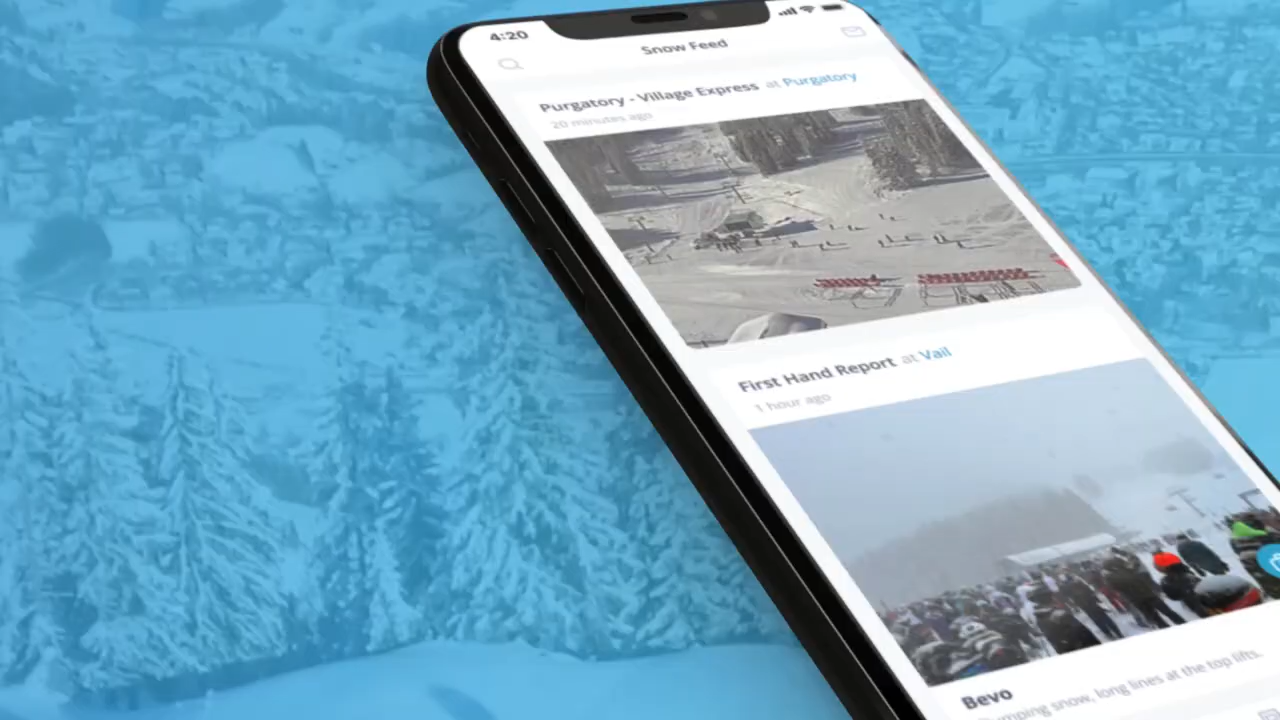 4:20
Snow Feed
Purgatory - Village Express at Purgatory
20 minutes ago
First Hand Report at Vail
1 hour ago
Bevo
snow, long lines at the top lifts.